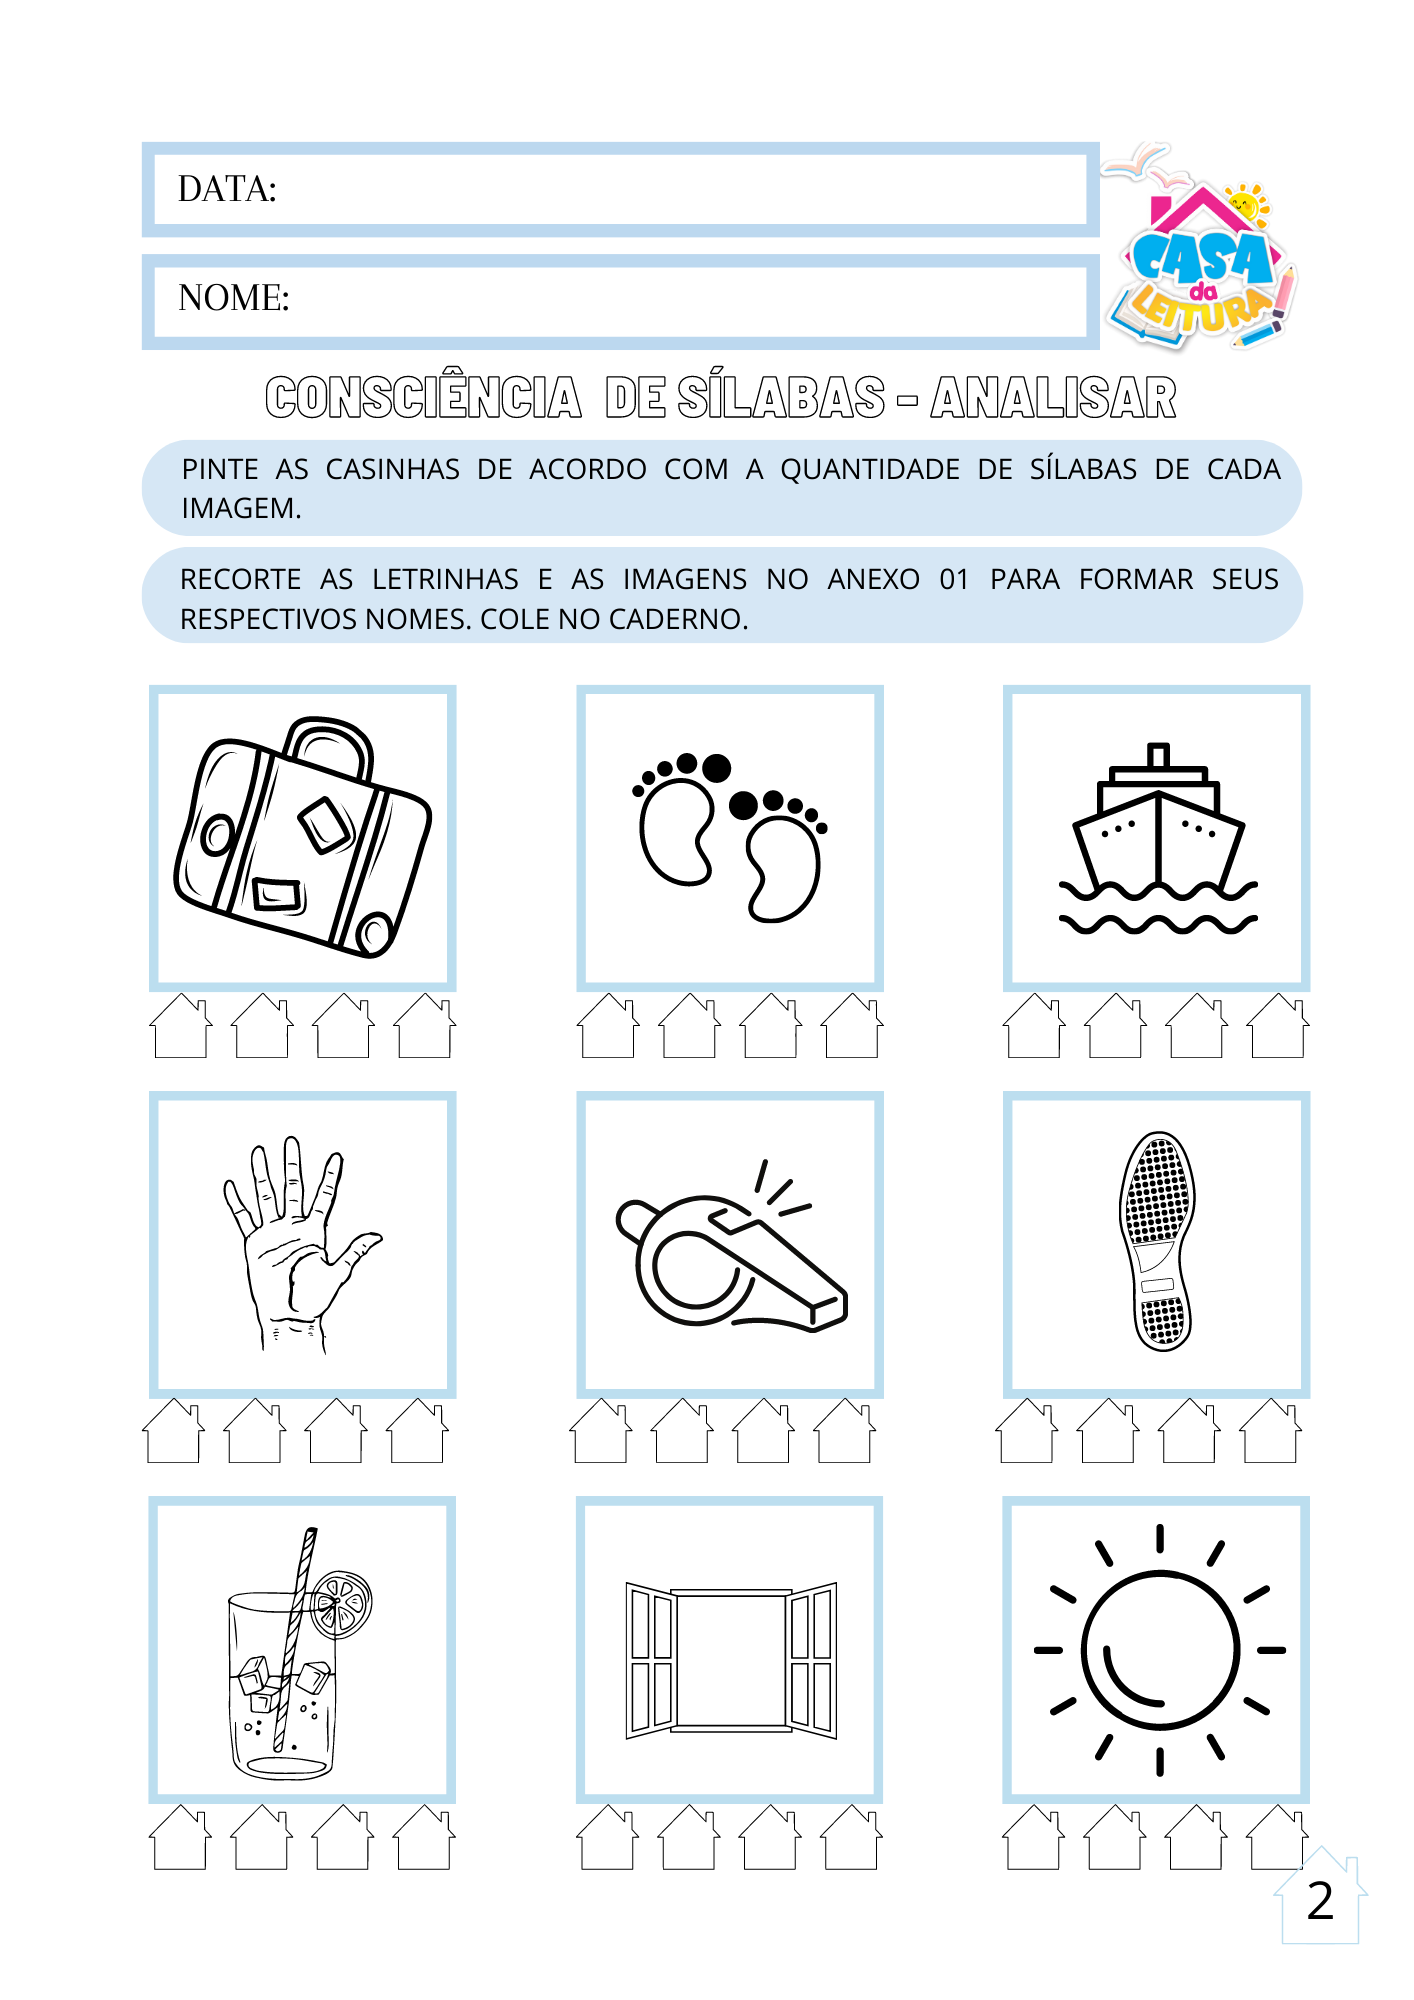 DATA:
NOME:
CASA
da
LEITURA
CONSCIÊNCIA DE SÍLABAS - ANALISAR
PINTE AS CASINHAS DE ACORDO COM A QUANTIDADE DE SÍLABAS DE CADA
IMAGEM.
RECORTE AS LETRINHAS E AS IMAGENS NO ANEXO 01 PARA FORMAR SEUS
RESPECTIVOS NOMES. COLE NO CADERNO.
2